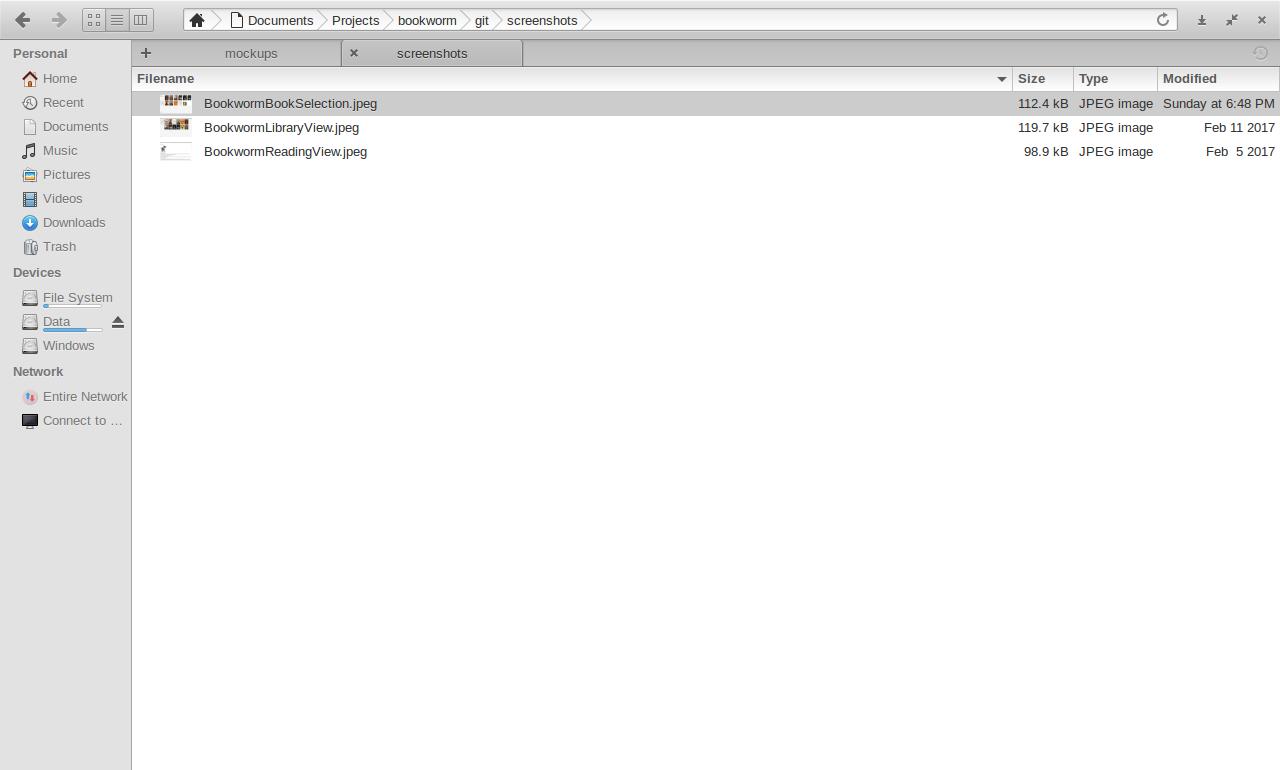 Documents Projects bookworm git screenshots
Personal
Home
Recent
Documents
Music
Pictures
Videos
Downloads
Trash
Devices
File System
Data
Windows
Network
Entire Network
Connect to ...
mockups screenshots
Filename Size Type Modified
BookwormBookSelection.jpeg 112.4 kB JPEG image Sunday at 6:48 PM
BookwormLibraryView.jpeg 119.7 kB JPEG image Feb 11 2017
BookwormReadingView.jpeg 98.9 kB JPEG image Feb 5 2017